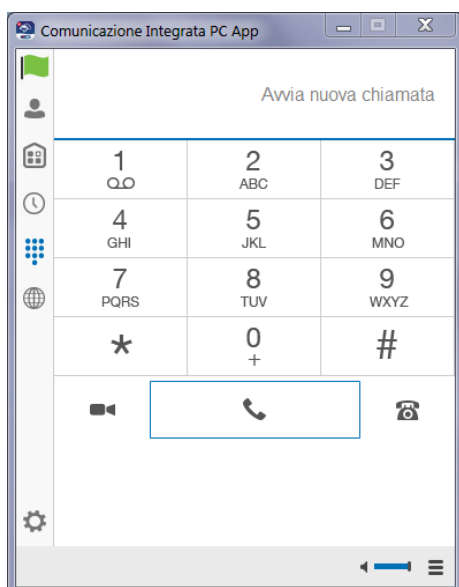 Comunicazione Integrata PC App
Avvia nuova chiamata
1 2 3
ABC DEF
4 5 6
GHI JKL MNO
7 8 9
PQRS TUV WXYZ
* 0 #
+